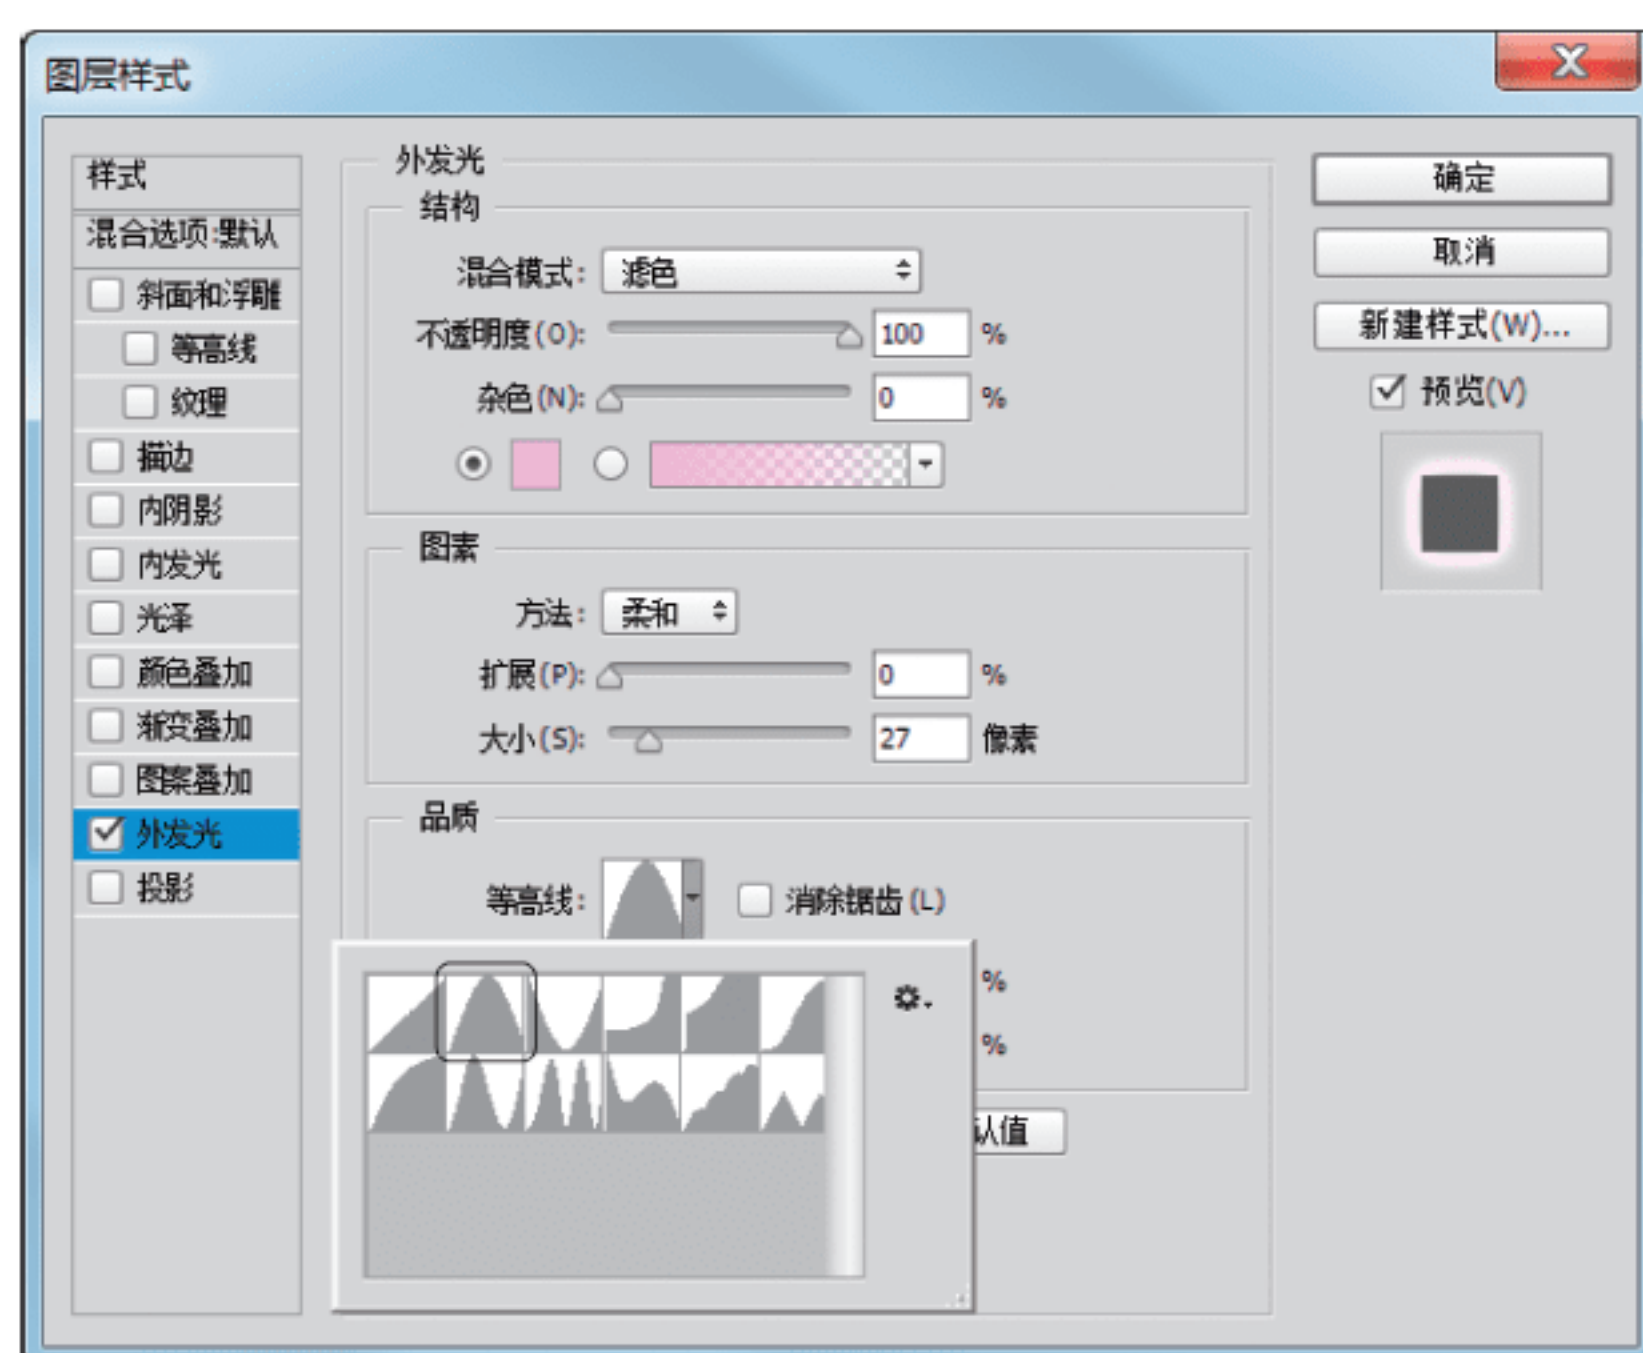 图层样式
样式
混合选项:默认
斜面和浮雕
等高线
纹理
描边
内阴影
内发光
光泽
颜色叠加
渐变叠加
图案叠加
外发光
投影
外发光
结构
混合模式: 滤色
不透明度(O): 100 %
杂色(N): 0 %
图素
方法: 柔和
扩展(P): 0 %
大小(S): 27 像素
品质
等高线: 消除锯齿(L)
%
%
认值
确定
取消
新建样式(W)...
预览(V)